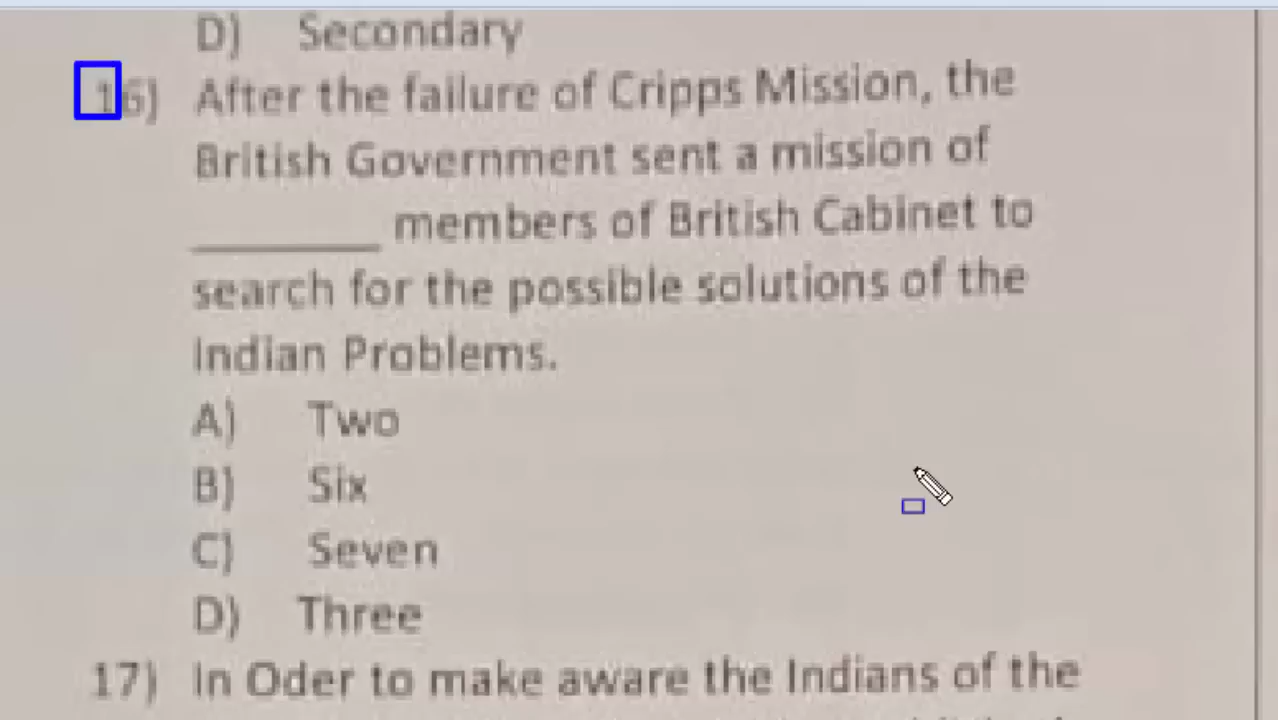 D) Secondary
16) After the failure of Cripps Mission, the
British Government sent a mission of
________ members of British Cabinet to
search for the possible solutions of the
Indian Problems.
A) Two
B) Six
C) Seven
D) Three
17) In Oder to make aware the Indians of the